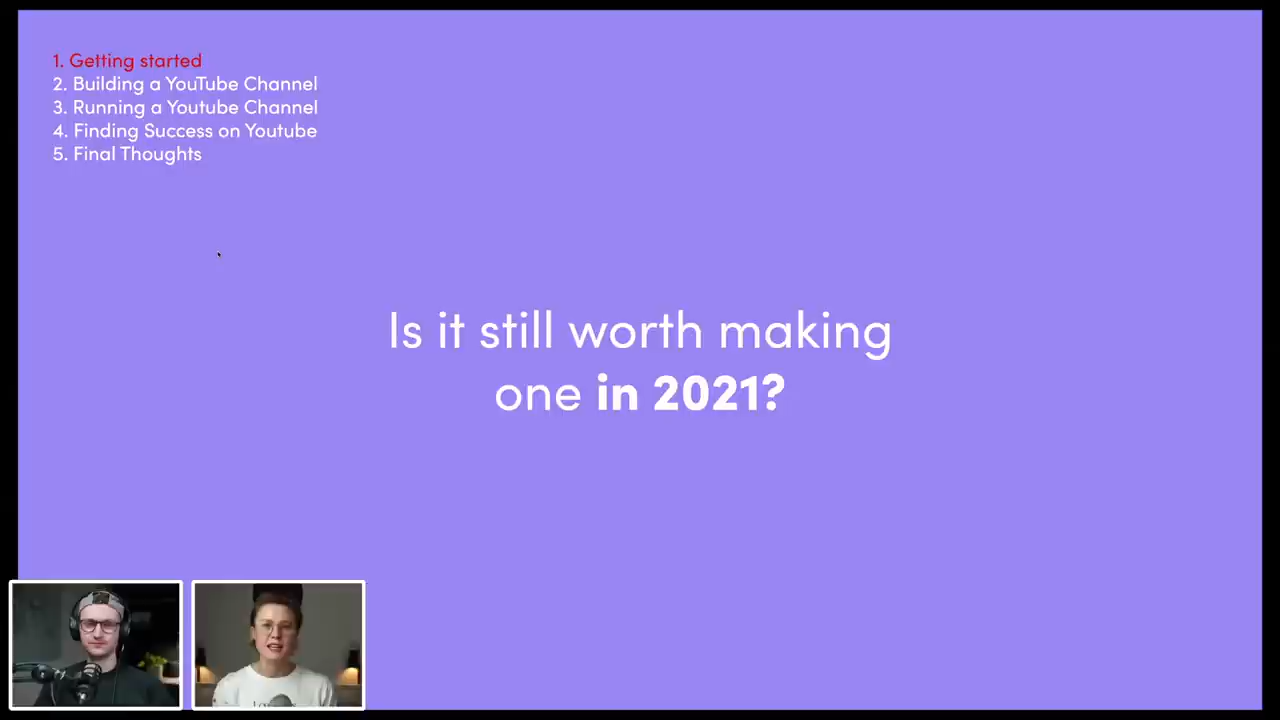 1. Getting started
2. Building a YouTube Channel
3. Running a Youtube Channel
4. Finding Success on Youtube
5. Final Thoughts
Is it still worth making
one in 2021?